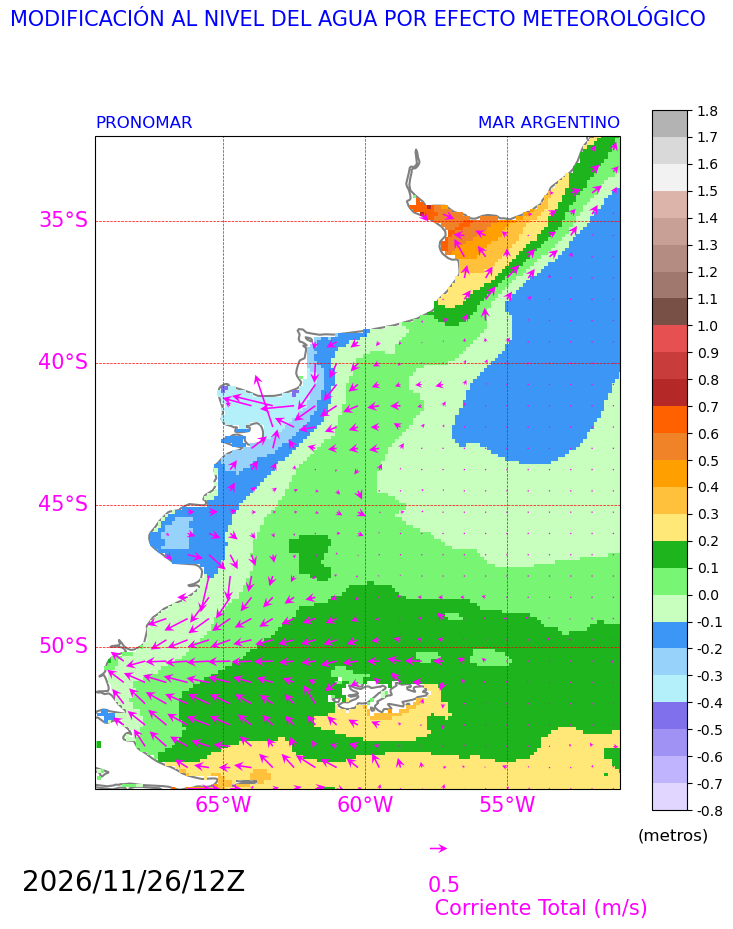 MODIFICACIÓN AL NIVEL DEL AGUA POR EFECTO METEOROLÓGICO
PRONOMAR
MAR ARGENTINO
35°S
40°S
45°S
50°S
65°W
60°W
55°W
1.8
1.7
1.6
1.5
1.4
1.3
1.2
1.1
1.0
0.9
0.8
0.7
0.6
0.5
0.4
0.3
0.2
0.1
0.0
-0.1
-0.2
-0.3
-0.4
-0.5
-0.6
-0.7
-0.8
(metros)
2026/11/26/12Z
0.5
Corriente Total (m/s)